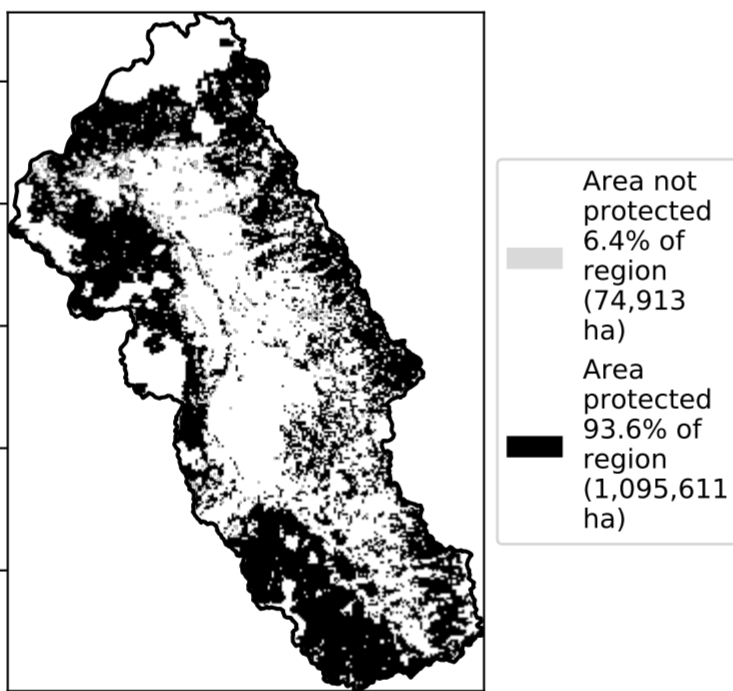 Area not
protected
6.4% of
region
(74,913
ha)
Area
protected
93.6% of
region
(1,095,611
ha)